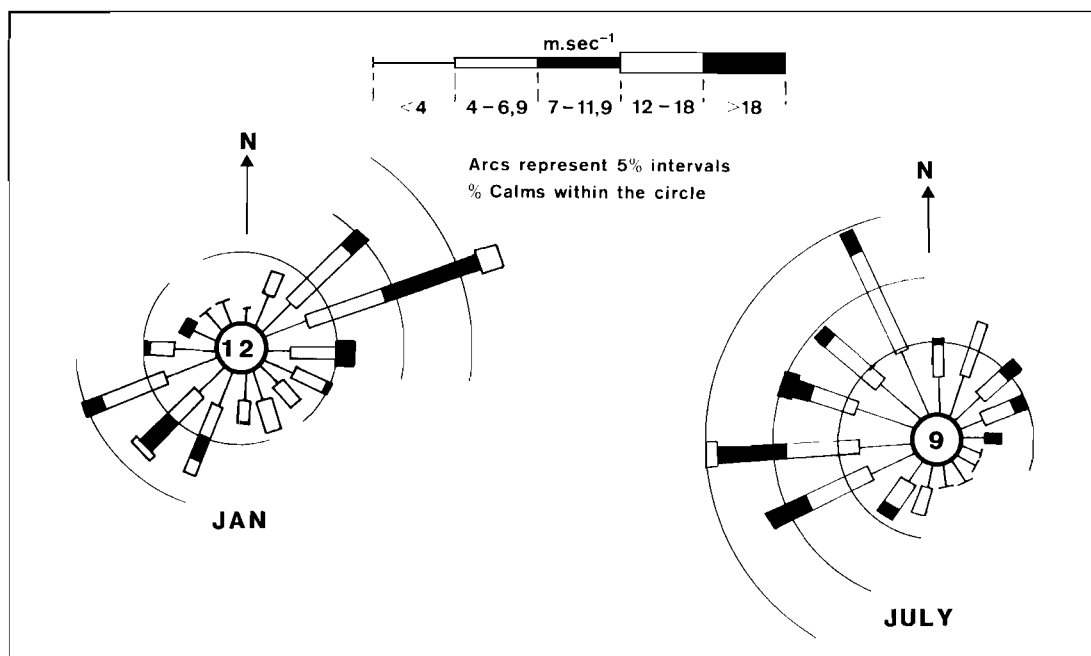 m.sec⁻¹
<4 4–6,9 7–11,9 12–18 >18
Arcs represent 5% intervals
% Calms within the circle
N
N
12
9
JAN
JULY